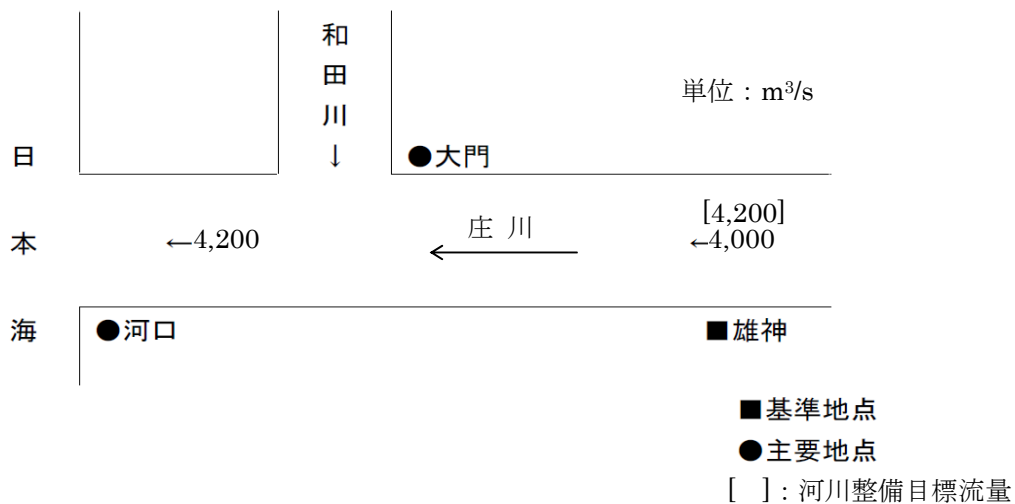 和田川↓
単位：m³/s
●大門
日本海
[4,200]
←4,200
庄 川
←4,000
●河口
■雄神
■基準地点
●主要地点
[ ]：河川整備目標流量